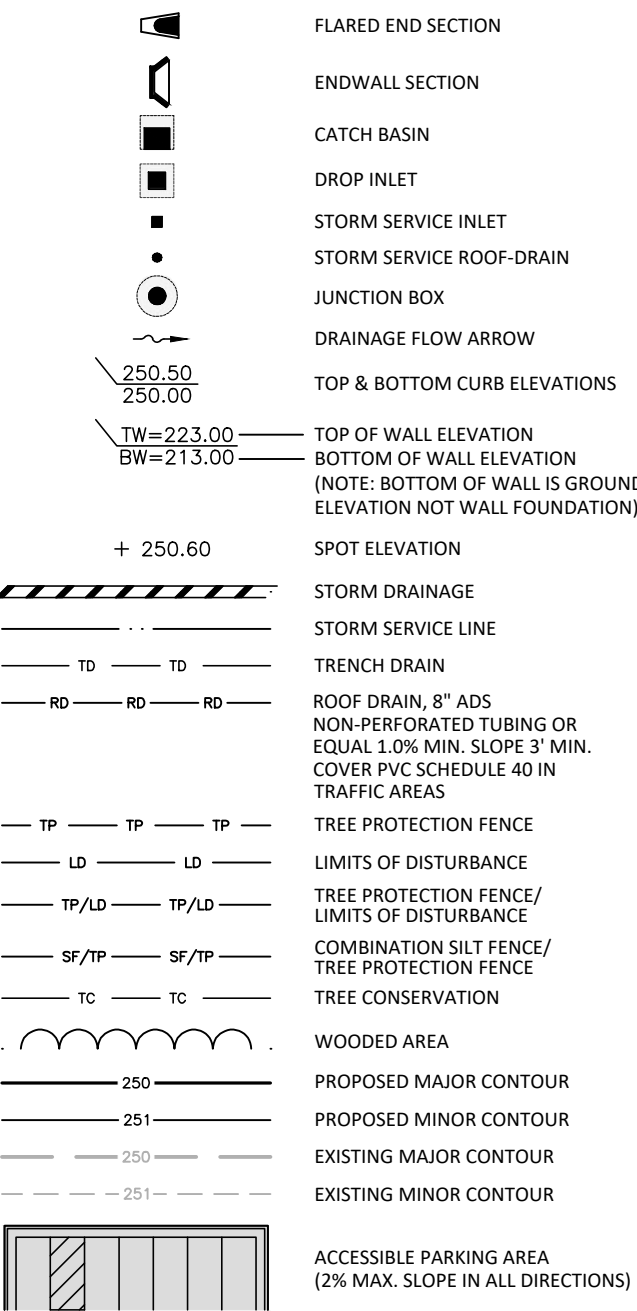 FLARED END SECTION
ENDWALL SECTION
CATCH BASIN
DROP INLET
STORM SERVICE INLET
STORM SERVICE ROOF-DRAIN
JUNCTION BOX
DRAINAGE FLOW ARROW
250.50
250.00
TOP & BOTTOM CURB ELEVATIONS
TW=223.00 TOP OF WALL ELEVATION
BW=213.00 BOTTOM OF WALL ELEVATION
(NOTE: BOTTOM OF WALL IS GROUND
ELEVATION NOT WALL FOUNDATION)
+ 250.60 SPOT ELEVATION
STORM DRAINAGE
STORM SERVICE LINE
TD TD TRENCH DRAIN
RD RD RD ROOF DRAIN, 8" ADS
NON-PERFORATED TUBING OR
EQUAL 1.0% MIN. SLOPE 3' MIN.
COVER PVC SCHEDULE 40 IN
TRAFFIC AREAS
TP TP TP TREE PROTECTION FENCE
LD LD LIMITS OF DISTURBANCE
TP/LD TP/LD TREE PROTECTION FENCE/
LIMITS OF DISTURBANCE
SF/TP SF/TP COMBINATION SILT FENCE/
TREE PROTECTION FENCE
TC TC TREE CONSERVATION
WOODED AREA
250 PROPOSED MAJOR CONTOUR
251 PROPOSED MINOR CONTOUR
250 EXISTING MAJOR CONTOUR
251 EXISTING MINOR CONTOUR
ACCESSIBLE PARKING AREA
(2% MAX. SLOPE IN ALL DIRECTIONS)